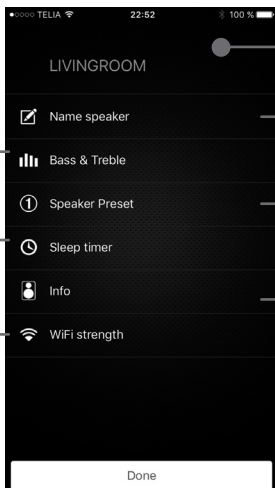 TELIA 22:52 100 %
LIVINGROOM
Name speaker
Bass & Treble
1 Speaker Preset
Sleep timer
Info
WiFi strength
Done